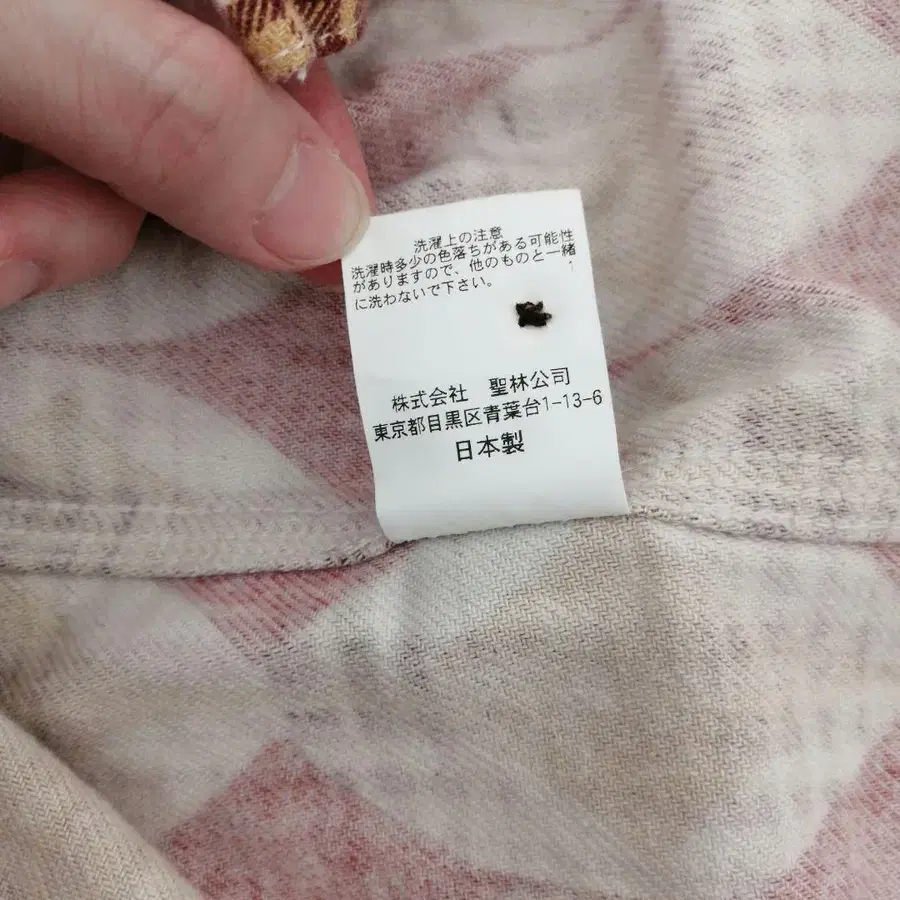 洗濯上の注意
洗濯時多少の色落ちがある可能性
がありますので、他のものと一緒
に洗わないで下さい。
株式会社　聖林公司
東京都目黒区青葉台1-13-6
日本製